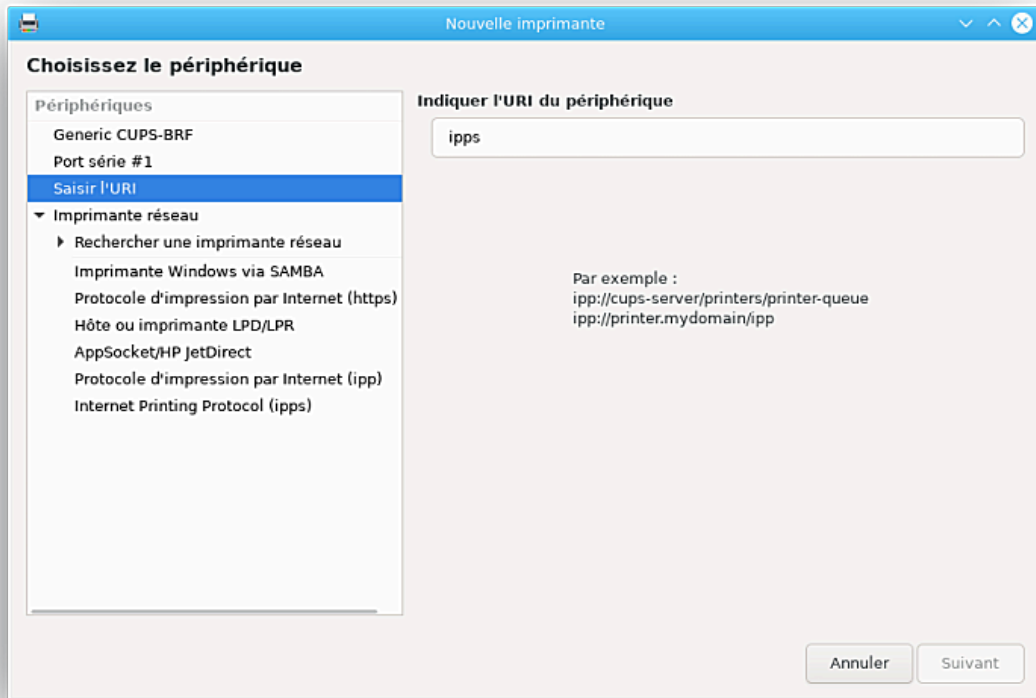 Nouvelle imprimante
Choisissez le périphérique
Périphériques
Generic CUPS-BRF
Port série #1
Saisir l'URI
Imprimante réseau
Rechercher une imprimante réseau
Imprimante Windows via SAMBA
Protocole d'impression par Internet (https)
Hôte ou imprimante LPD/LPR
AppSocket/HP JetDirect
Protocole d'impression par Internet (ipp)
Internet Printing Protocol (ipps)
Indiquer l'URI du périphérique
ipps
Par exemple :
ipp://cups-server/printers/printer-queue
ipp://printer.mydomain/ipp
Annuler
Suivant